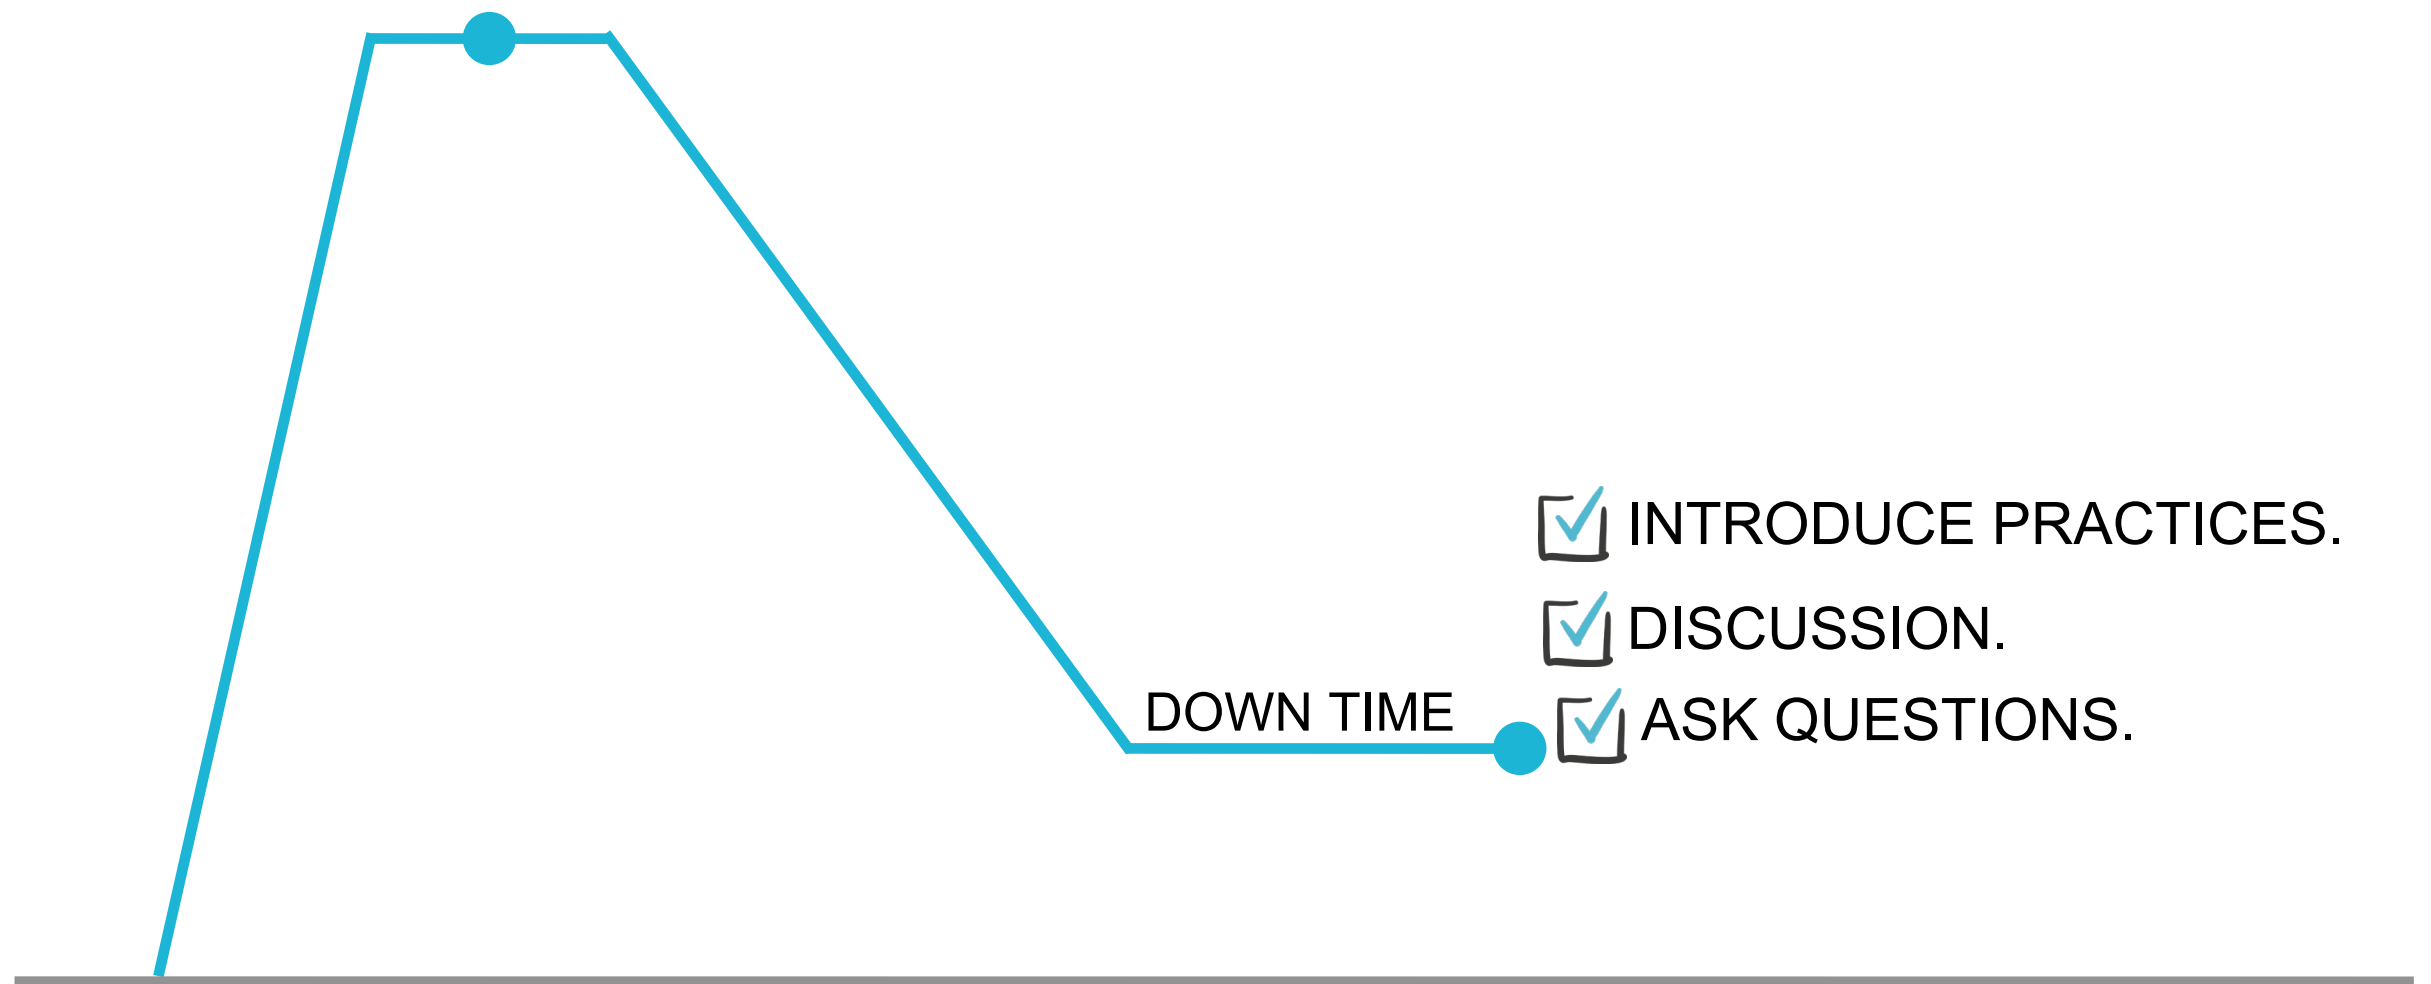 INTRODUCE PRACTICES.
DISCUSSION.
DOWN TIME
ASK QUESTIONS.